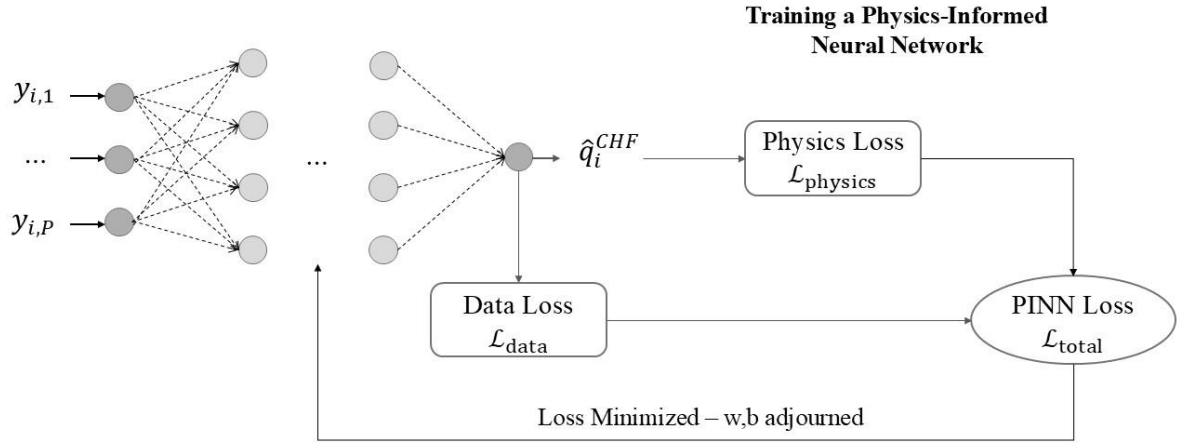 Training a Physics-Informed
Neural Network
y_{i,1}
...
y_{i,P}
...
q̂_i^{CHF}
Physics Loss
ℒ_physics
Data Loss
ℒ_data
PINN Loss
ℒ_total
Loss Minimized – w,b adjourned